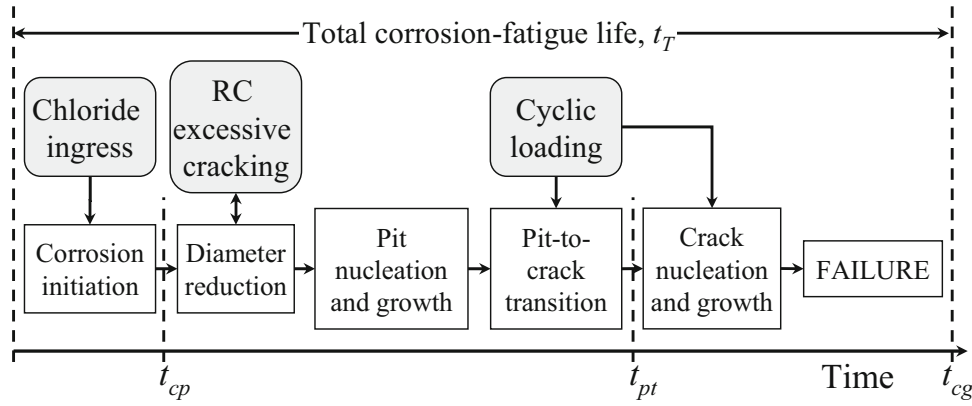 Total corrosion-fatigue life, t_T
Chloride
ingress
RC
excessive
cracking
Cyclic
loading
Corrosion
initiation
Diameter
reduction
Pit
nucleation
and growth
Pit-to-
crack
transition
Crack
nucleation
and growth
FAILURE
t_cp
t_pt
Time
t_cg